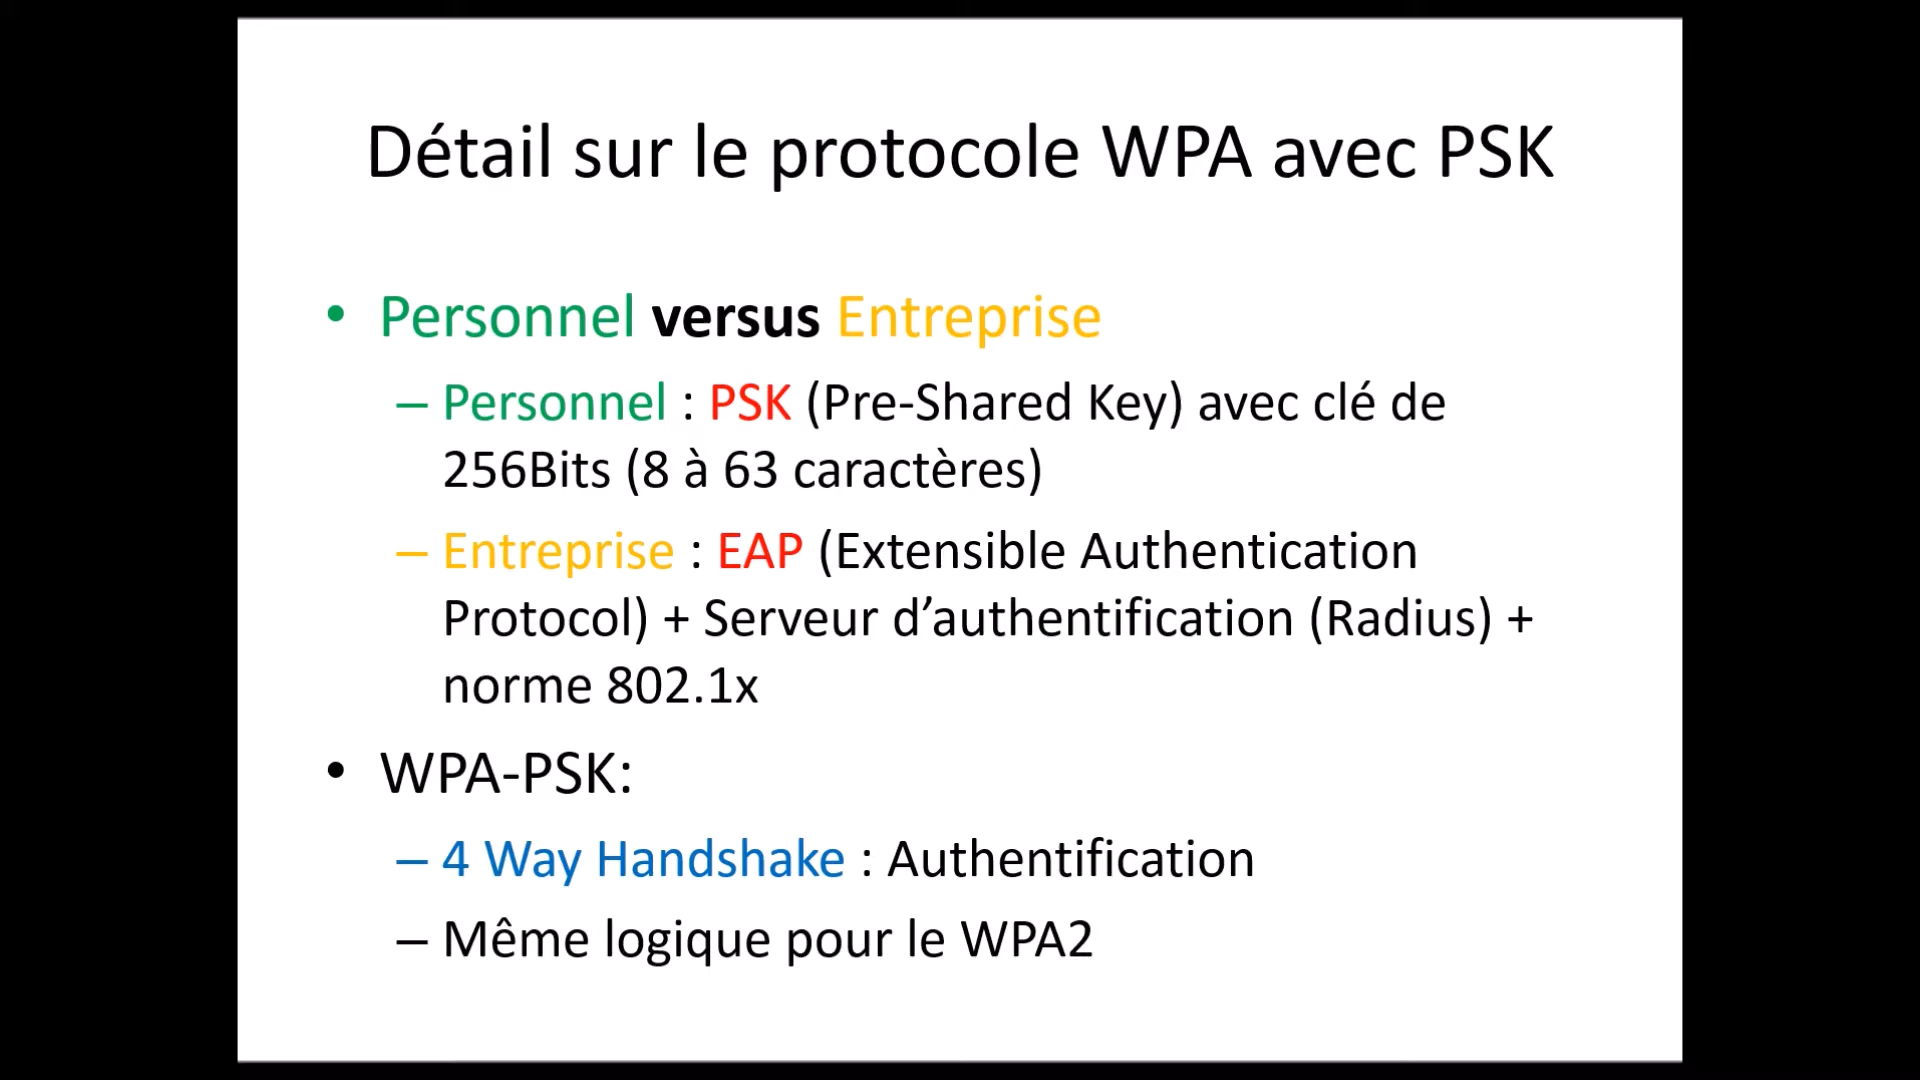 Détail sur le protocole WPA avec PSK
• Personnel versus Entreprise
– Personnel : PSK (Pre-Shared Key) avec clé de
256Bits (8 à 63 caractères)
– Entreprise : EAP (Extensible Authentication
Protocol) + Serveur d’authentification (Radius) +
norme 802.1x
• WPA-PSK:
– 4 Way Handshake : Authentification
– Même logique pour le WPA2